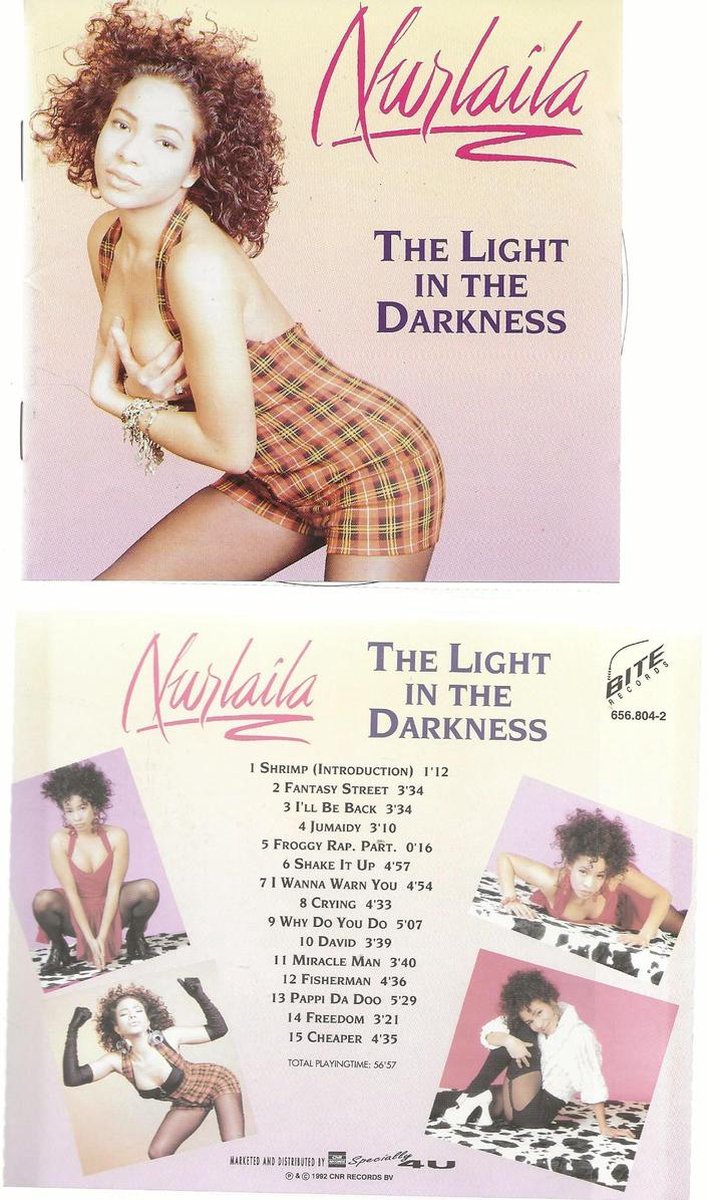 Nurlaila
THE LIGHT
IN THE
DARKNESS
Nurlaila
THE LIGHT
IN THE
DARKNESS
BITE
RECORDS
656.804-2
1 SHRIMP (INTRODUCTION) 1'12
2 FANTASY STREET 3'34
3 I'LL BE BACK 3'34
4 JUMAIDY 3'10
5 FROGGY RAP. PART. 0'16
6 SHAKE IT UP 4'57
7 I WANNA WARN YOU 4'54
8 CRYING 4'33
9 WHY DO YOU DO 5'07
10 DAVID 3'39
11 MIRACLE MAN 3'40
12 FISHERMAN 4'36
13 PAPPI DA DOO 5'29
14 FREEDOM 3'21
15 CHEAPER 4'35
TOTAL PLAYINGTIME: 56'57
MARKETED AND DISTRIBUTED BY CNR Specially 4U
℗ & © 1992 CNR RECORDS BV